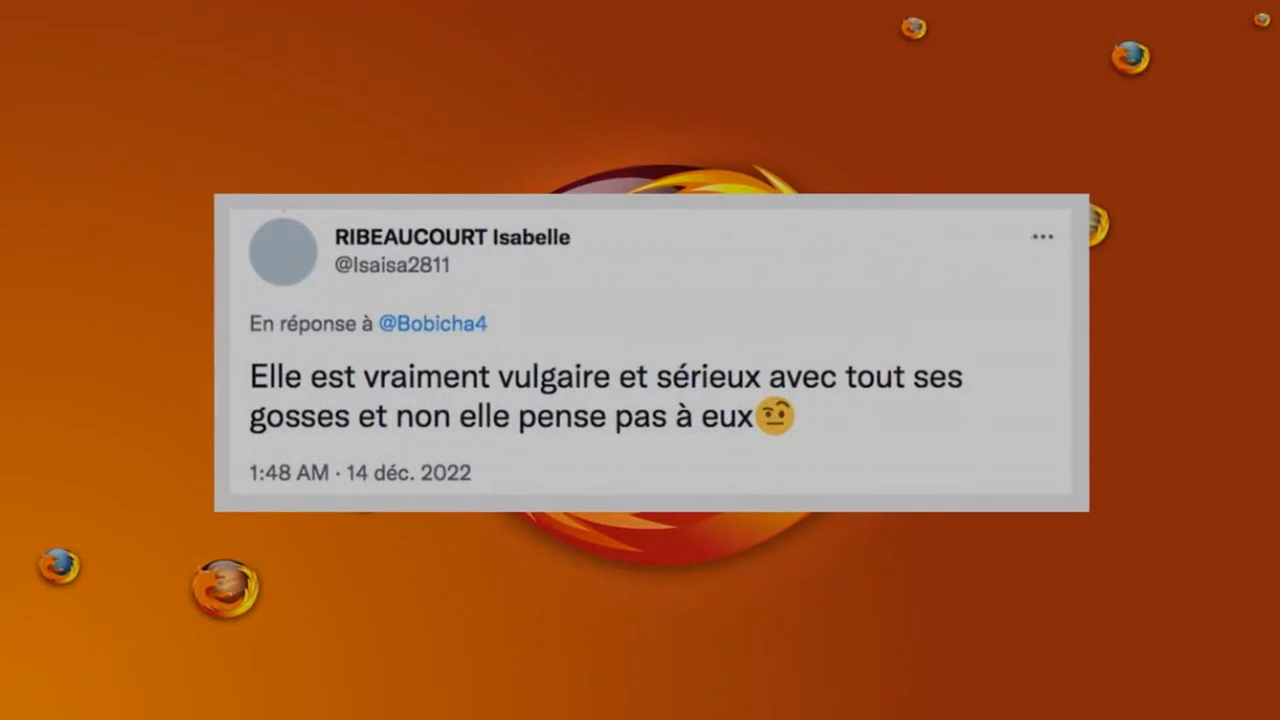 RIBEAUCOURT Isabelle
@Isaisa2811
En réponse à @Bobicha4
Elle est vraiment vulgaire et sérieux avec tout ses
gosses et non elle pense pas à eux🤨
1:48 AM · 14 déc. 2022